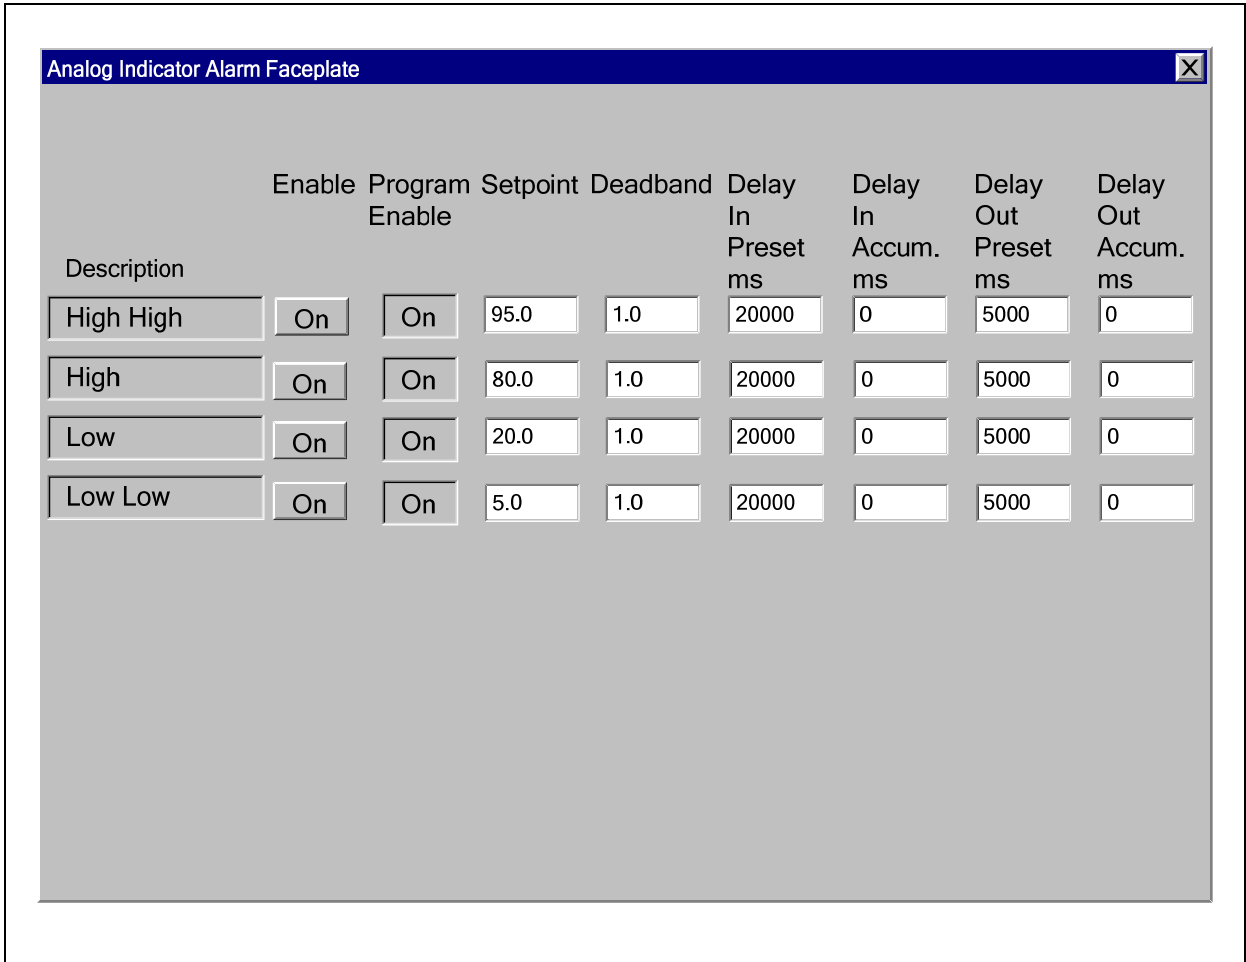 Analog Indicator Alarm Faceplate X
Enable Program Setpoint Deadband Delay Delay Delay Delay
Enable In In Out Out
Preset Accum. Preset Accum.
Description ms ms ms ms
High High On On 95.0 1.0 20000 0 5000 0
High On On 80.0 1.0 20000 0 5000 0
Low On On 20.0 1.0 20000 0 5000 0
Low Low On On 5.0 1.0 20000 0 5000 0